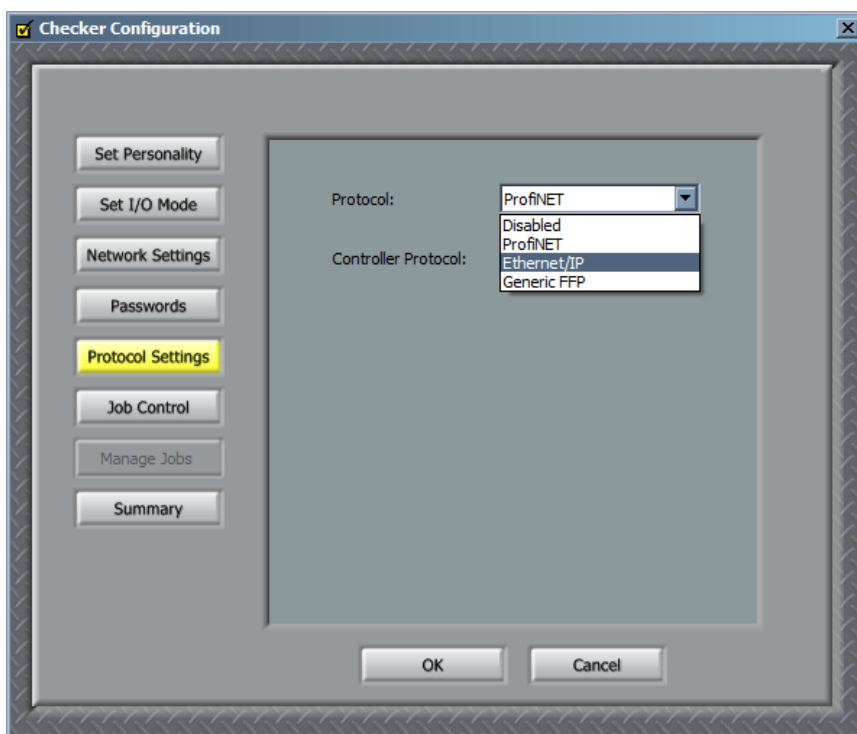 Checker Configuration
Set Personality
Set I/O Mode
Network Settings
Passwords
Protocol Settings
Job Control
Manage Jobs
Summary
Protocol:
ProfiNET
Disabled
ProfiNET
Ethernet/IP
Generic FFP
Controller Protocol:
OK
Cancel